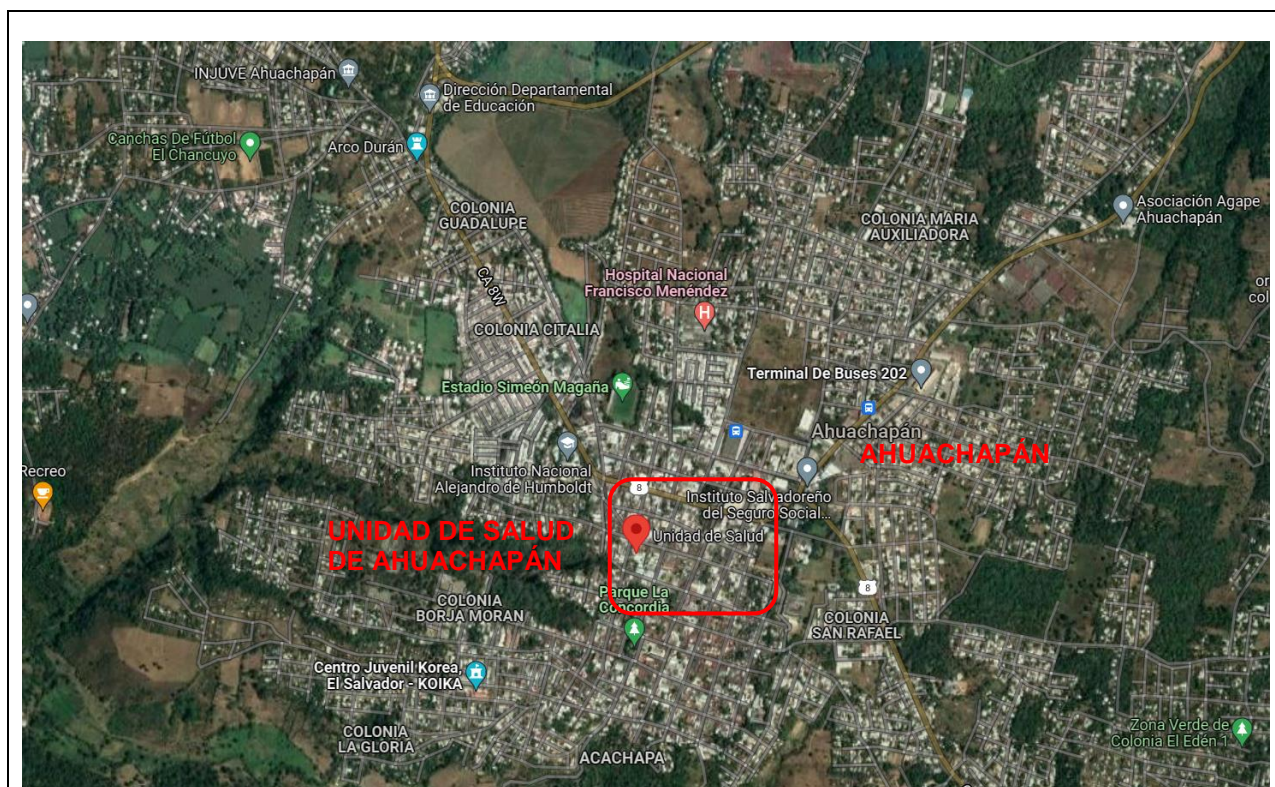 INJUVE Ahuachapán
Dirección Departamental
de Educación
Canchas De Fútbol
El Chancuyo
Arco Durán
Asociación Agape
Ahuachapán
COLONIA
GUADALUPE
COLONIA MARIA
AUXILIADORA
CA 8W
Hospital Nacional
Francisco Menéndez
H
or
col
COLONIA CITALIA
Estadio Simeón Magaña
Terminal De Buses 202
Ahuachapán
AHUACHAPÁN
Recreo
Instituto Nacional
Alejandro de Humboldt
8
Instituto Salvadoreño
del Seguro Social...
UNIDAD DE SALUD
DE AHUACHAPÁN
Unidad de Salud
8
Parque La
Concordia
COLONIA
BORJA MORAN
COLONIA
SAN RAFAEL
Centro Juvenil Korea,
El Salvador - KOIKA
COLONIA
LA GLORIA
ACACHAPA
Zona Verde de
Colonia El Edén 1